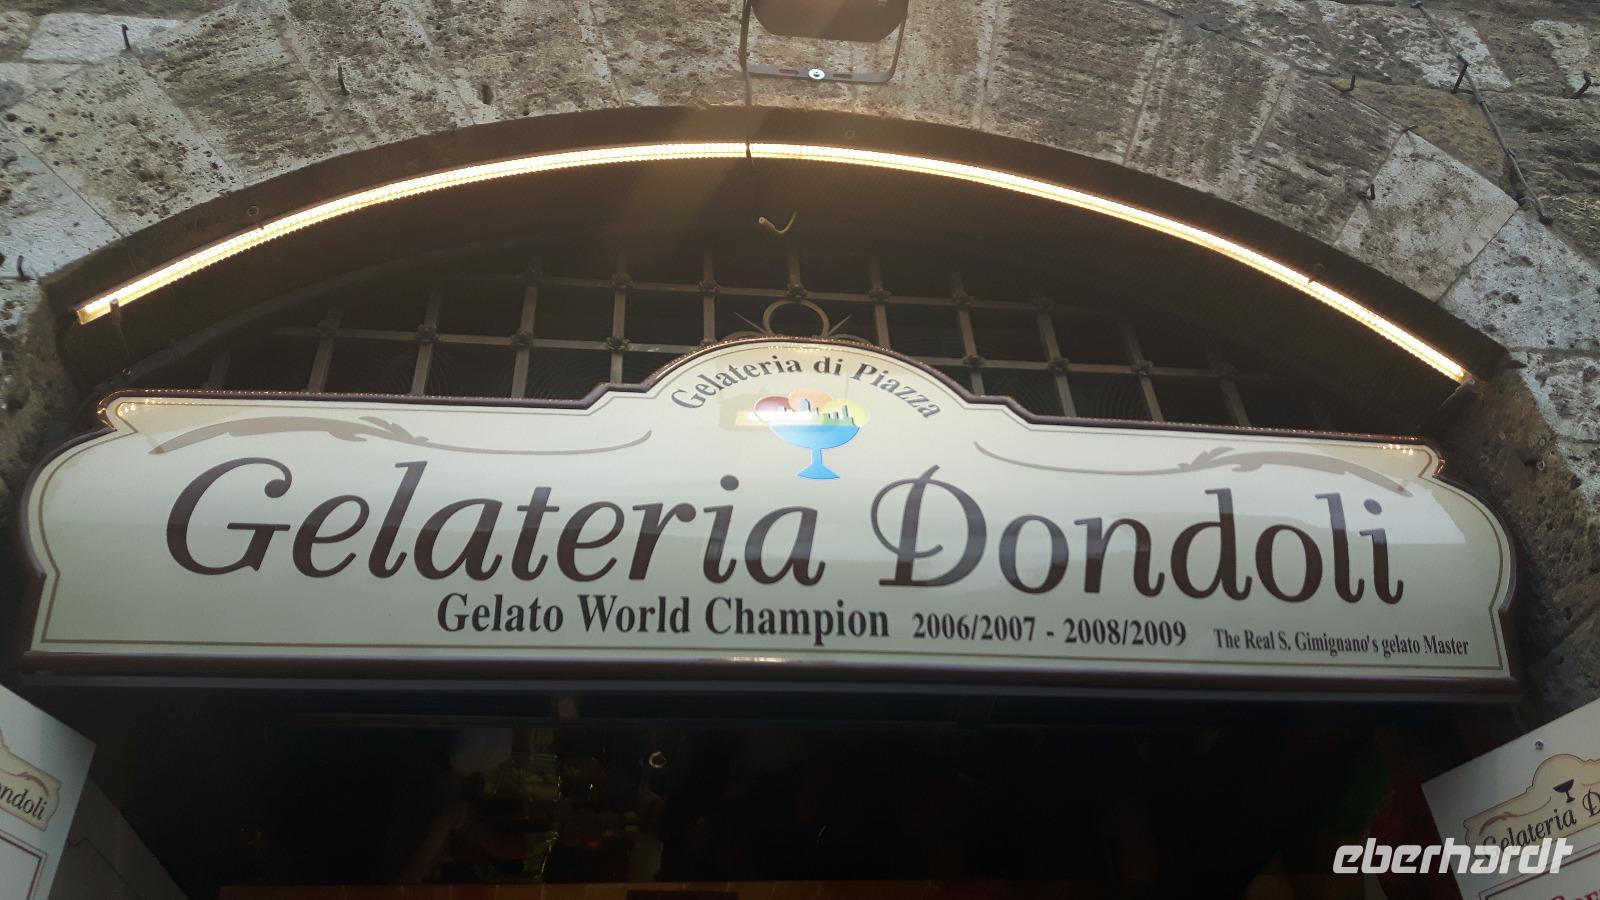 Gelateria di Piazza
Gelateria Dondoli
Gelato World Champion 2006/2007 - 2008/2009 The Real S. Gimignano's gelato Master
ndoli
Gelateria D
eberhardt